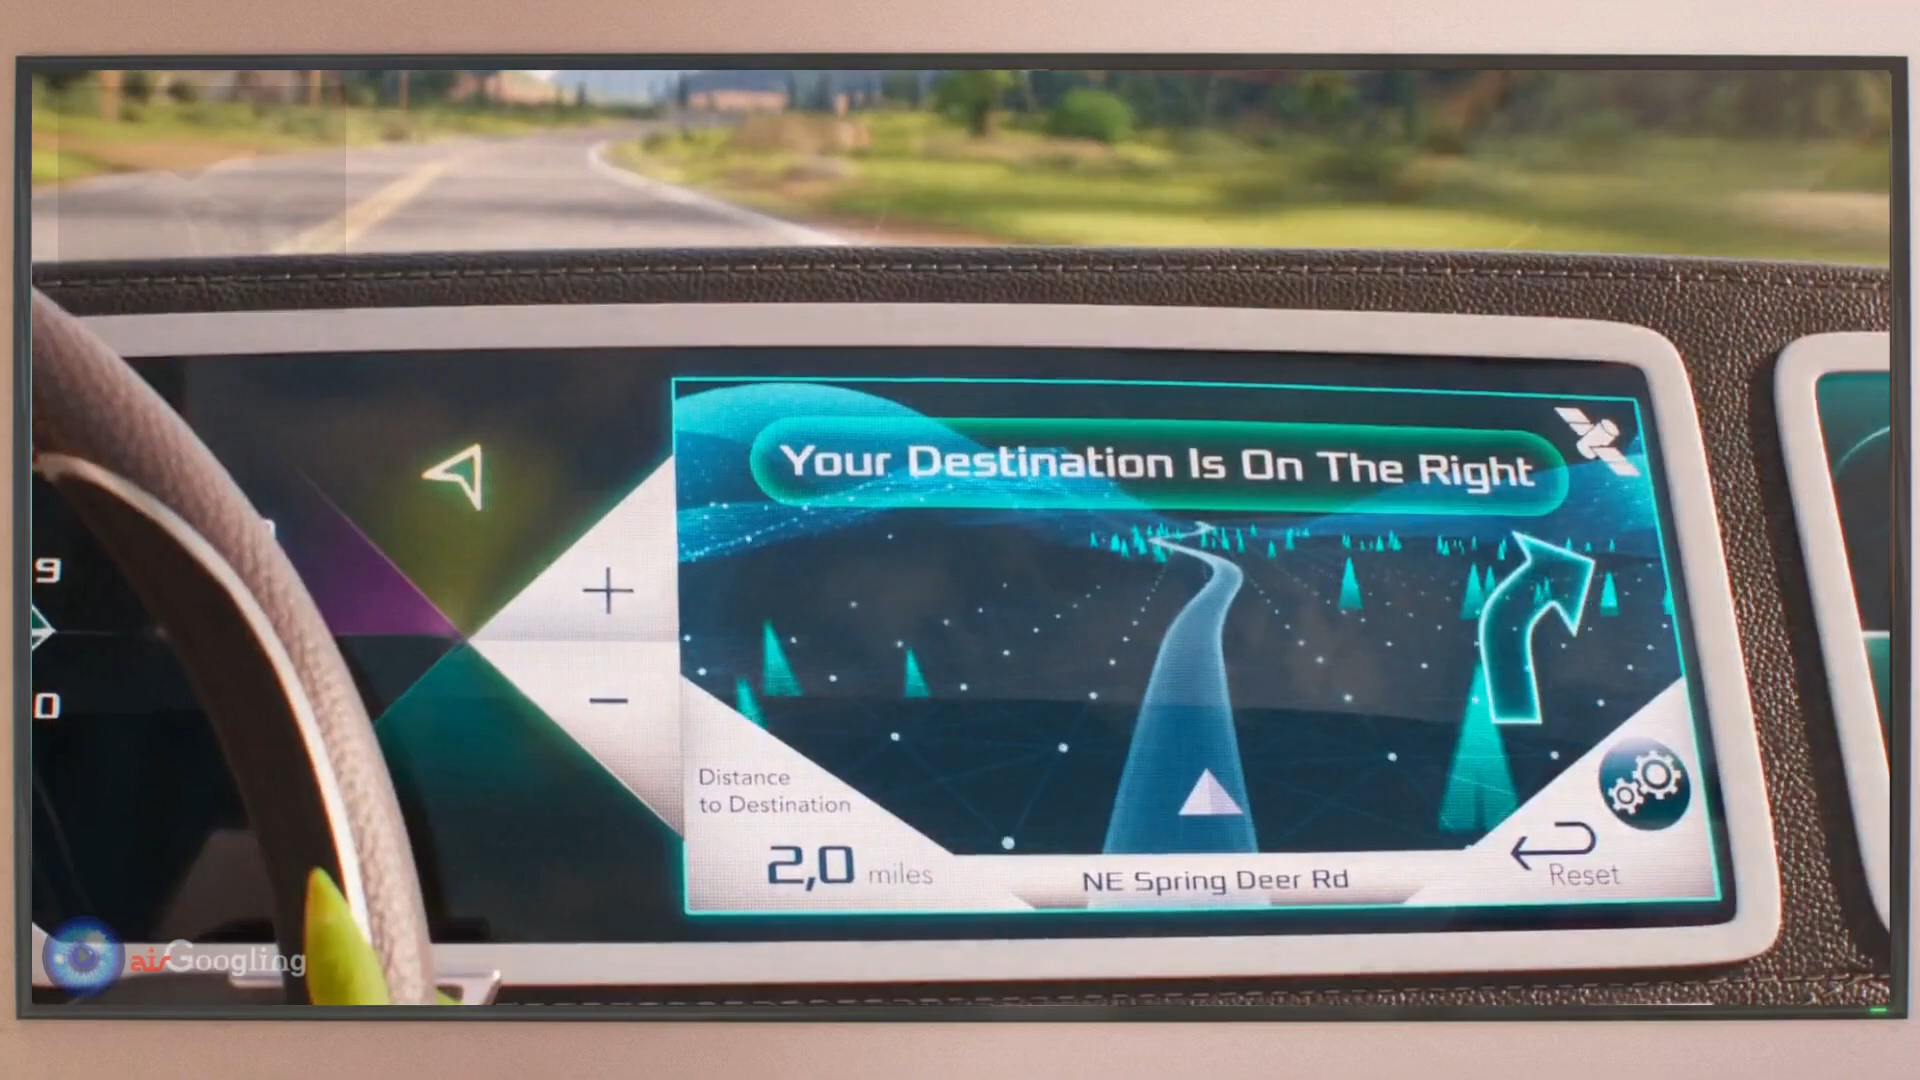 Your Destination Is On The Right
9
0
+
−
Distance
to Destination
2,0 miles
NE Spring Deer Rd
Reset
airGoogling